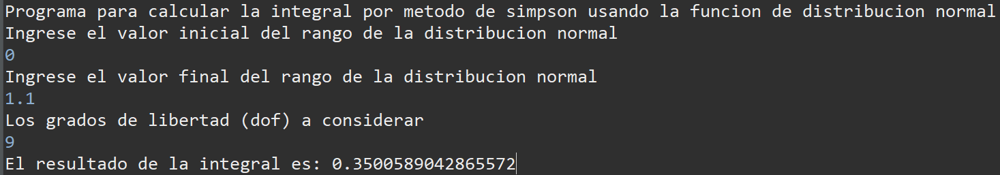 Programa para calcular la integral por metodo de simpson usando la funcion de distribucion normal
Ingrese el valor inicial del rango de la distribucion normal
0
Ingrese el valor final del rango de la distribucion normal
1.1
Los grados de libertad (dof) a considerar
9
El resultado de la integral es: 0.3500589042865572